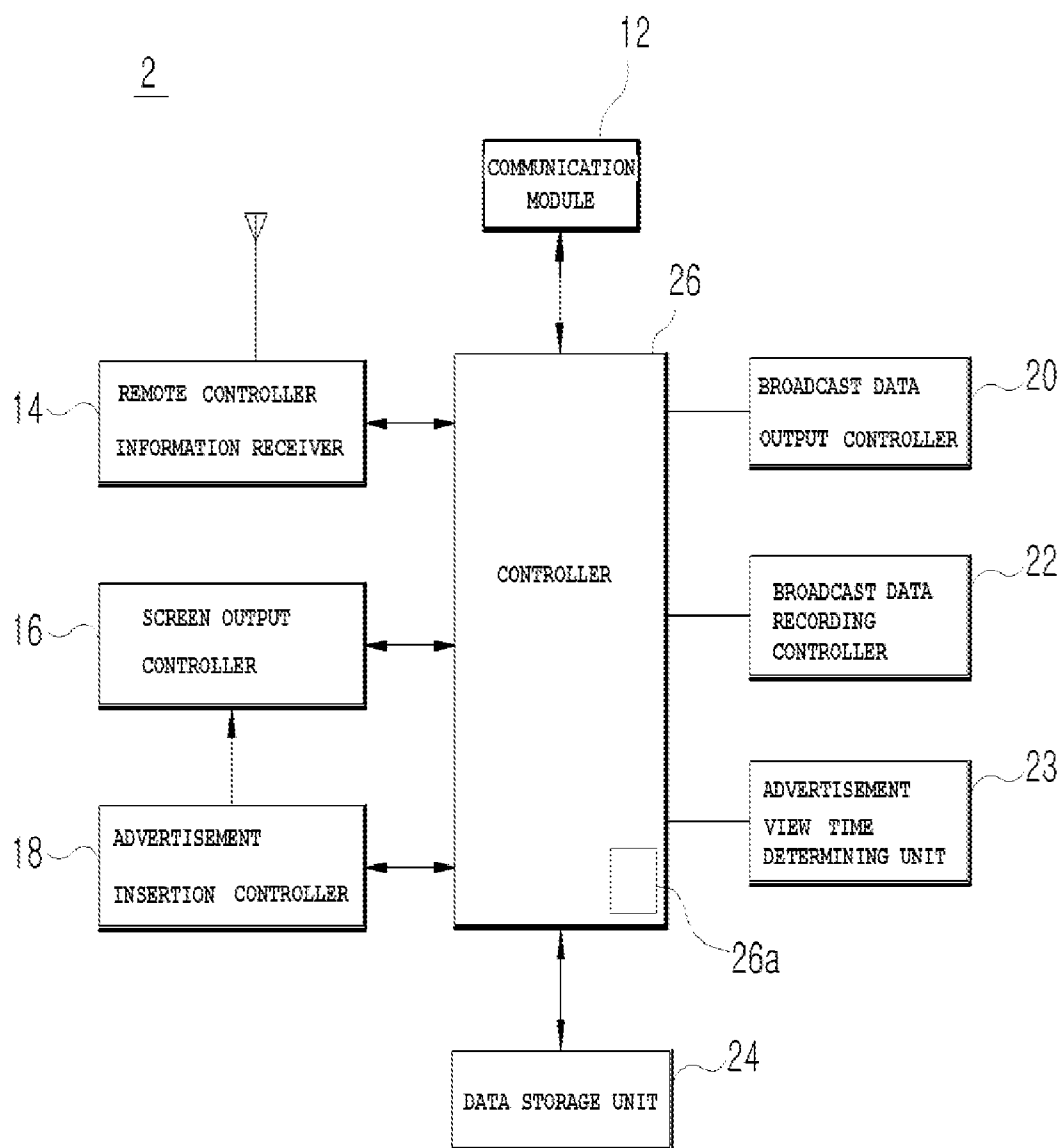 12
2
COMMUNICATION
MODULE
26
14
REMOTE CONTROLLER
INFORMATION RECEIVER
BROADCAST DATA
OUTPUT CONTROLLER
20
16
SCREEN OUTPUT
CONTROLLER
CONTROLLER
BROADCAST DATA
RECORDING
CONTROLLER
22
18
ADVERTISEMENT
INSERTION CONTROLLER
ADVERTISEMENT
VIEW TIME
DETERMINING UNIT
23
26a
DATA STORAGE UNIT
24